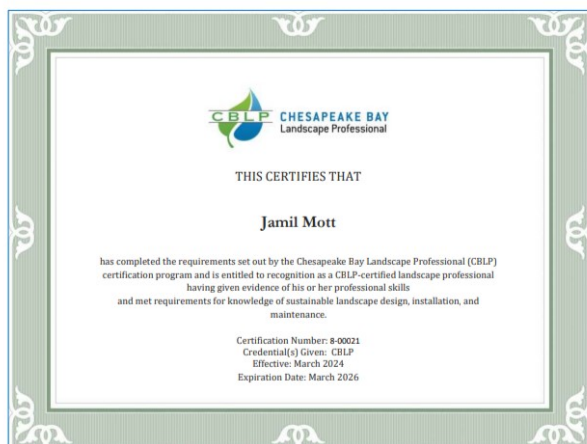 CBLP CHESAPEAKE BAY
Landscape Professional
THIS CERTIFIES THAT
Jamil Mott
has completed the requirements set out by the Chesapeake Bay Landscape Professional (CBLP)
certification program and is entitled to recognition as a CBLP-certified landscape professional
having given evidence of his or her professional skills
and met requirements for knowledge of sustainable landscape design, installation, and
maintenance.
Certification Number: 8-00021
Credential(s) Given: CBLP
Effective: March 2024
Expiration Date: March 2026